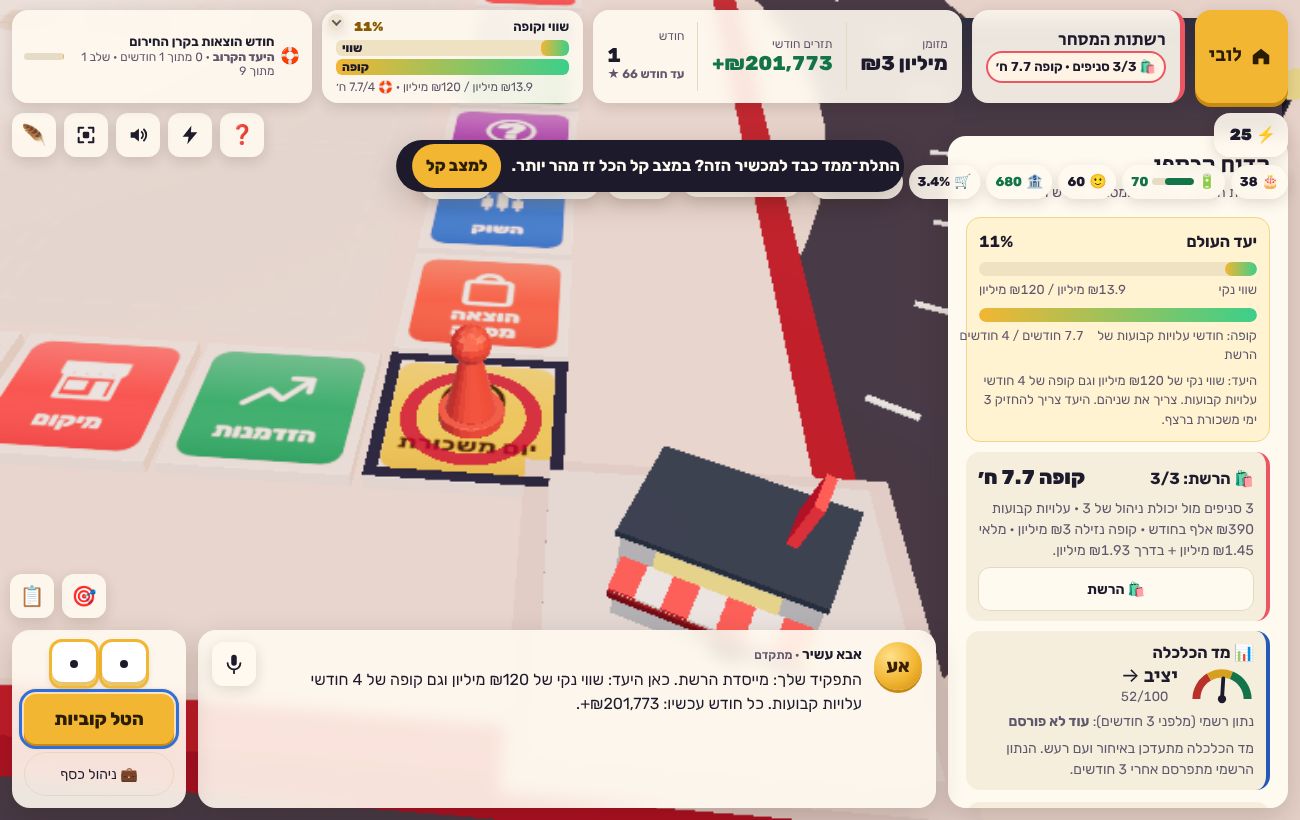 לובי
רשתות המסחר
🛍️ 3/3 סניפים • קופה 7.7 ח׳
מזומן
₪3 מיליון
תזרים חודשי
+₪201,773
חודש
1
עד חודש 66 ★
שווי וקופה
11%
שווי
קופה
₪13.9 מיליון / ₪120 מיליון • 🛟 7.7/4 ח׳
חודש הוצאות בקרן החירום
היעד הקרוב • 0 מתוך 1 חודשים • שלב 1
מתוך 9
⚡ 25
🎂 38
🔋 70
🙂 60
🏦 680
🛒 3.4%
התלת־ממד כבד למכשיר הזה? במצב קל הכל זז מהר יותר.
למצב קל
יעד העולם
11%
שווי נקי
₪13.9 מיליון / ₪120 מיליון
קופה: חודשי עלויות קבועות של
הרשת
7.7 חודשים / 4 חודשים
היעד: שווי נקי של ₪120 מיליון וגם קופה של 4 חודשי
עלויות קבועות. צריך את שניהם. היעד צריך להחזיק 3
ימי משכורת ברצף.
🛍️ הרשת: 3/3
קופה 7.7 ח׳
3 סניפים מול יכולת ניהול של 3 • עלויות קבועות
₪390 אלף בחודש • קופה נזילה ₪3 מיליון • מלאי
₪1.45 מיליון + בדרך ₪1.93 מיליון.
🛍️ הרשת
📊 מד הכלכלה
יציב →
52/100
נתון רשמי (מלפני 3 חודשים): עוד לא פורסם
מד הכלכלה מתעדכן באיחור ועם רעש. הנתון
הרשמי מתפרסם אחרי 3 חודשים.
השוק
חוצאה
יום משכורת
הזדמנות
מיקום
אע
אבא עשיר • מתקדם
התפקיד שלך: מייסדת הרשת. כאן היעד: שווי נקי של ₪120 מיליון וגם קופה של 4 חודשי
עלויות קבועות. כל חודש עכשיו: ₪201,773+.
הטל קוביות
💼 ניהול כסף